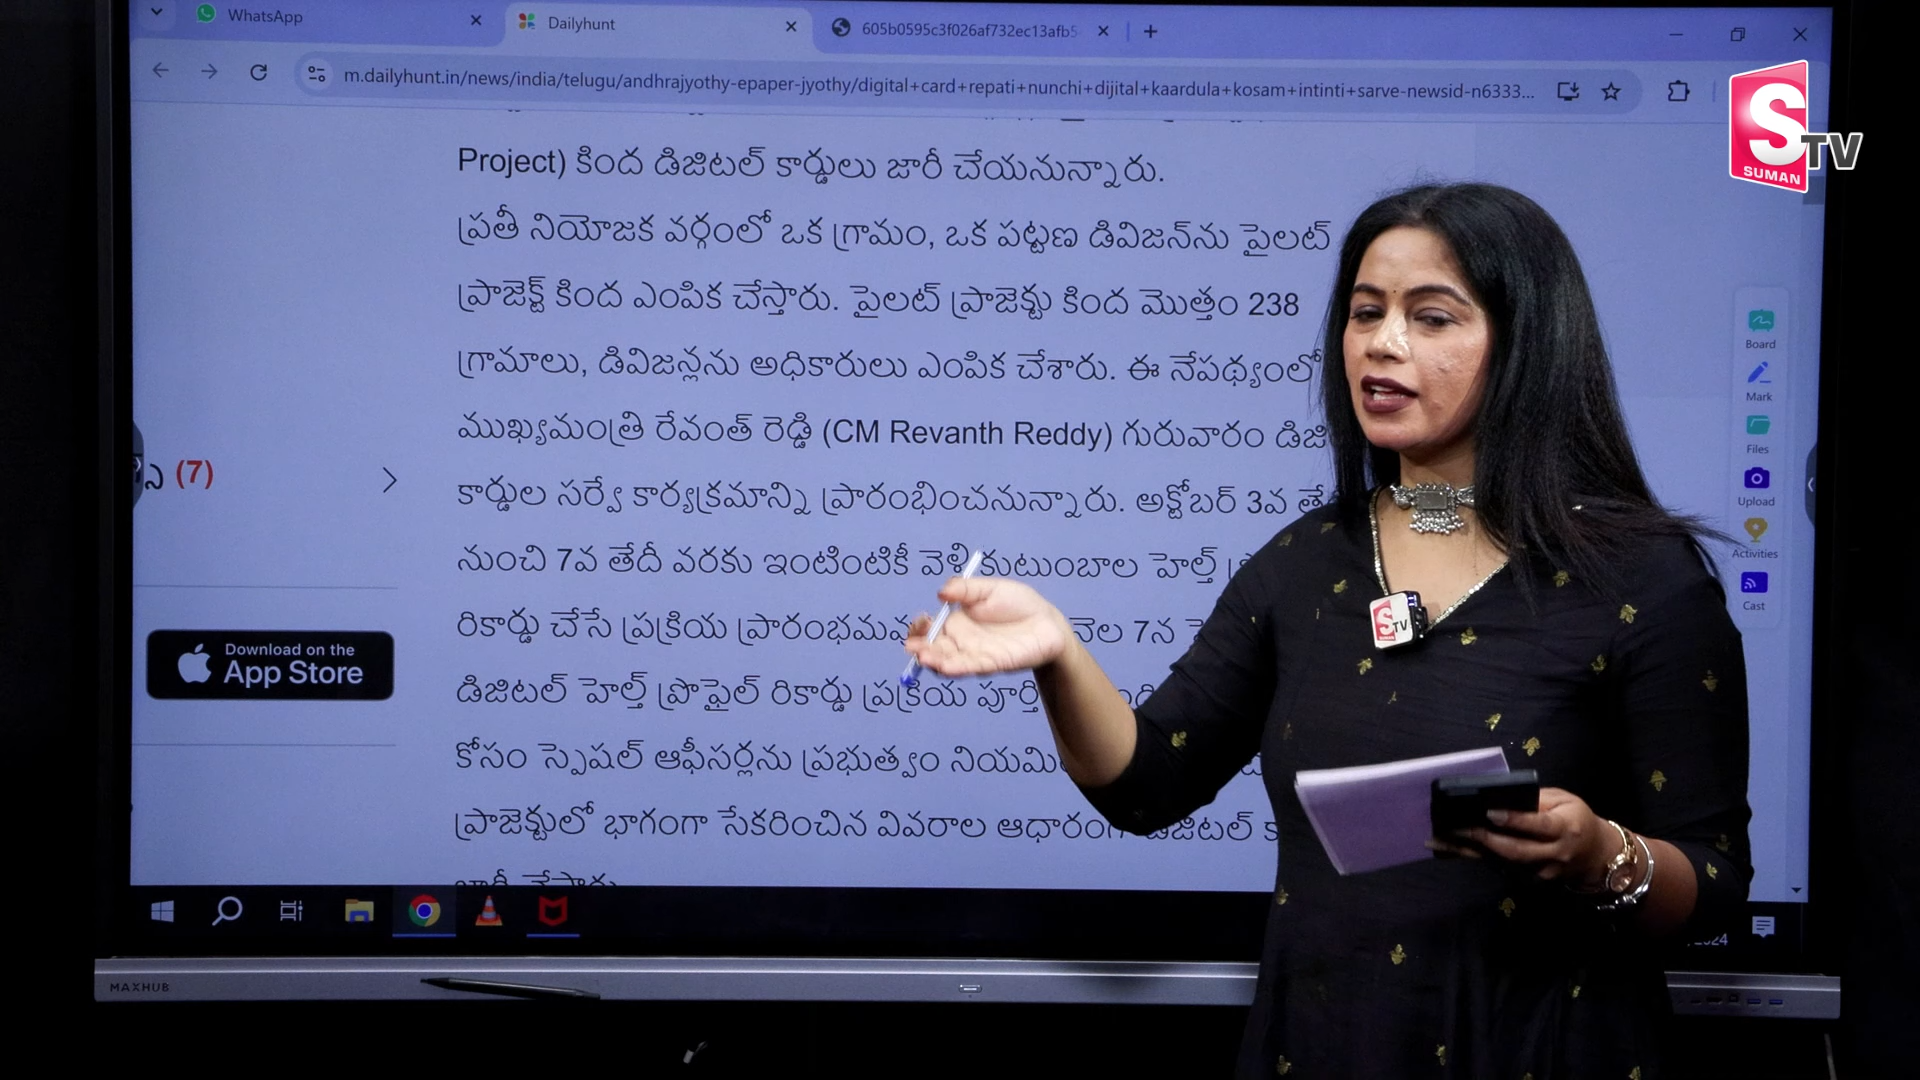 WhatsApp
Dailyhunt
605b0595c3f026af732ec13afb5
m.dailyhunt.in/news/india/telugu/andhrajyothy-epaper-jyothy/digital+card+repati+nunchi+dijital+kaardula+kosam+intinti+sarve-newsid-n6333...
S
TV
SUMAN
Project) కింద డిజిటల్ కార్డులు జారీ చేయనున్నారు.
ప్రతీ నియోజక వర్గంలో ఒక గ్రామం, ఒక పట్టణ డివిజన్‌ను పైలట్
ప్రాజెక్ట్ కింద ఎంపిక చేస్తారు. పైలట్ ప్రాజెక్టు కింద మొత్తం 238
గ్రామాలు, డివిజన్లను అధికారులు ఎంపిక చేశారు. ఈ నేపథ్యంలో
ముఖ్యమంత్రి రేవంత్ రెడ్డి (CM Revanth Reddy) గురువారం
కార్డుల సర్వే కార్యక్రమాన్ని ప్రారంభించనున్నారు. అక్టోబర్ 3వ
నుంచి 7వ తేదీ వరకు ఇంటింటికీ వెళ్లి కుటుంబాల హెల్త్
రికార్డు చేసే ప్రక్రియ నెల 7న
డిజిటల్ హెల్త్ ప్రొఫైల్ రికార్డు ప్రక్రియ
కోసం స్పెషల్ ఆఫీసర్లను ప్రభుత్వం
ప్రాజెక్టులో భాగంగా సేకరించిన వివరాల డిజిటల్
(7)
Download on the
App Store
Board
Mark
Files
Upload
Activities
Cast
S
TV
SUMAN
MAXHUB